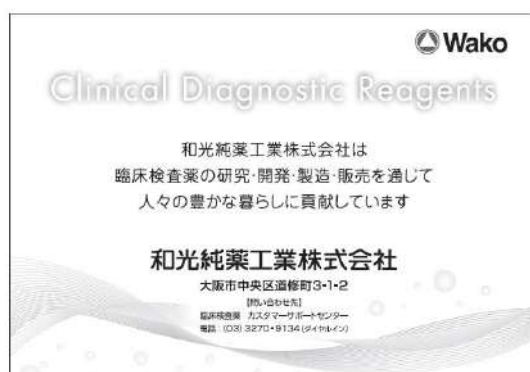 Wako
Clinical Diagnostic Reagents
和光純薬工業株式会社は
臨床検査薬の研究・開発・製造・販売を通じて
人々の豊かな暮らしに貢献しています
和光純薬工業株式会社
大阪市中央区道修町3-1-2
【問い合わせ先】
臨床検査薬 カスタマーサポートセンター
電話:(03) 3270・9134(ダイヤルイン)